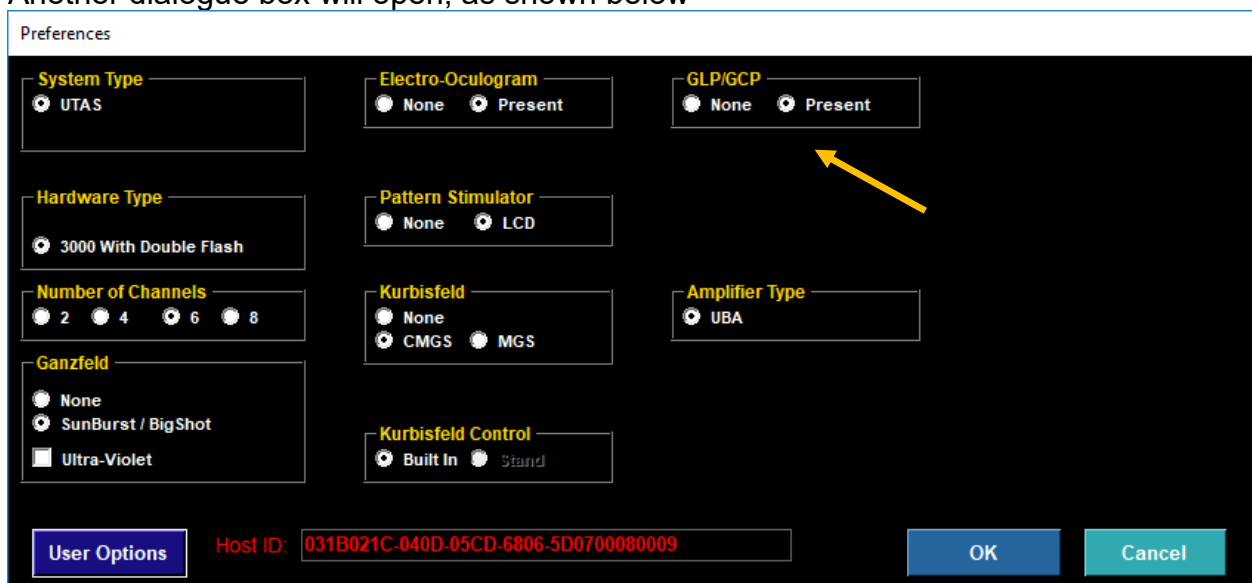 Another dialogue box will open, as shown below
Preferences
System Type
UTAS
Electro-Oculogram
None Present
GLP/GCP
None Present
Hardware Type
3000 With Double Flash
Pattern Stimulator
None LCD
Number of Channels
2 4 6 8
Kurbisfeld
None
CMGS MGS
Amplifier Type
UBA
Ganzfeld
None
SunBurst / BigShot
Ultra-Violet
Kurbisfeld Control
Built In Stand
User Options
Host ID: 031B021C-040D-05CD-6806-5D0700080009
OK
Cancel